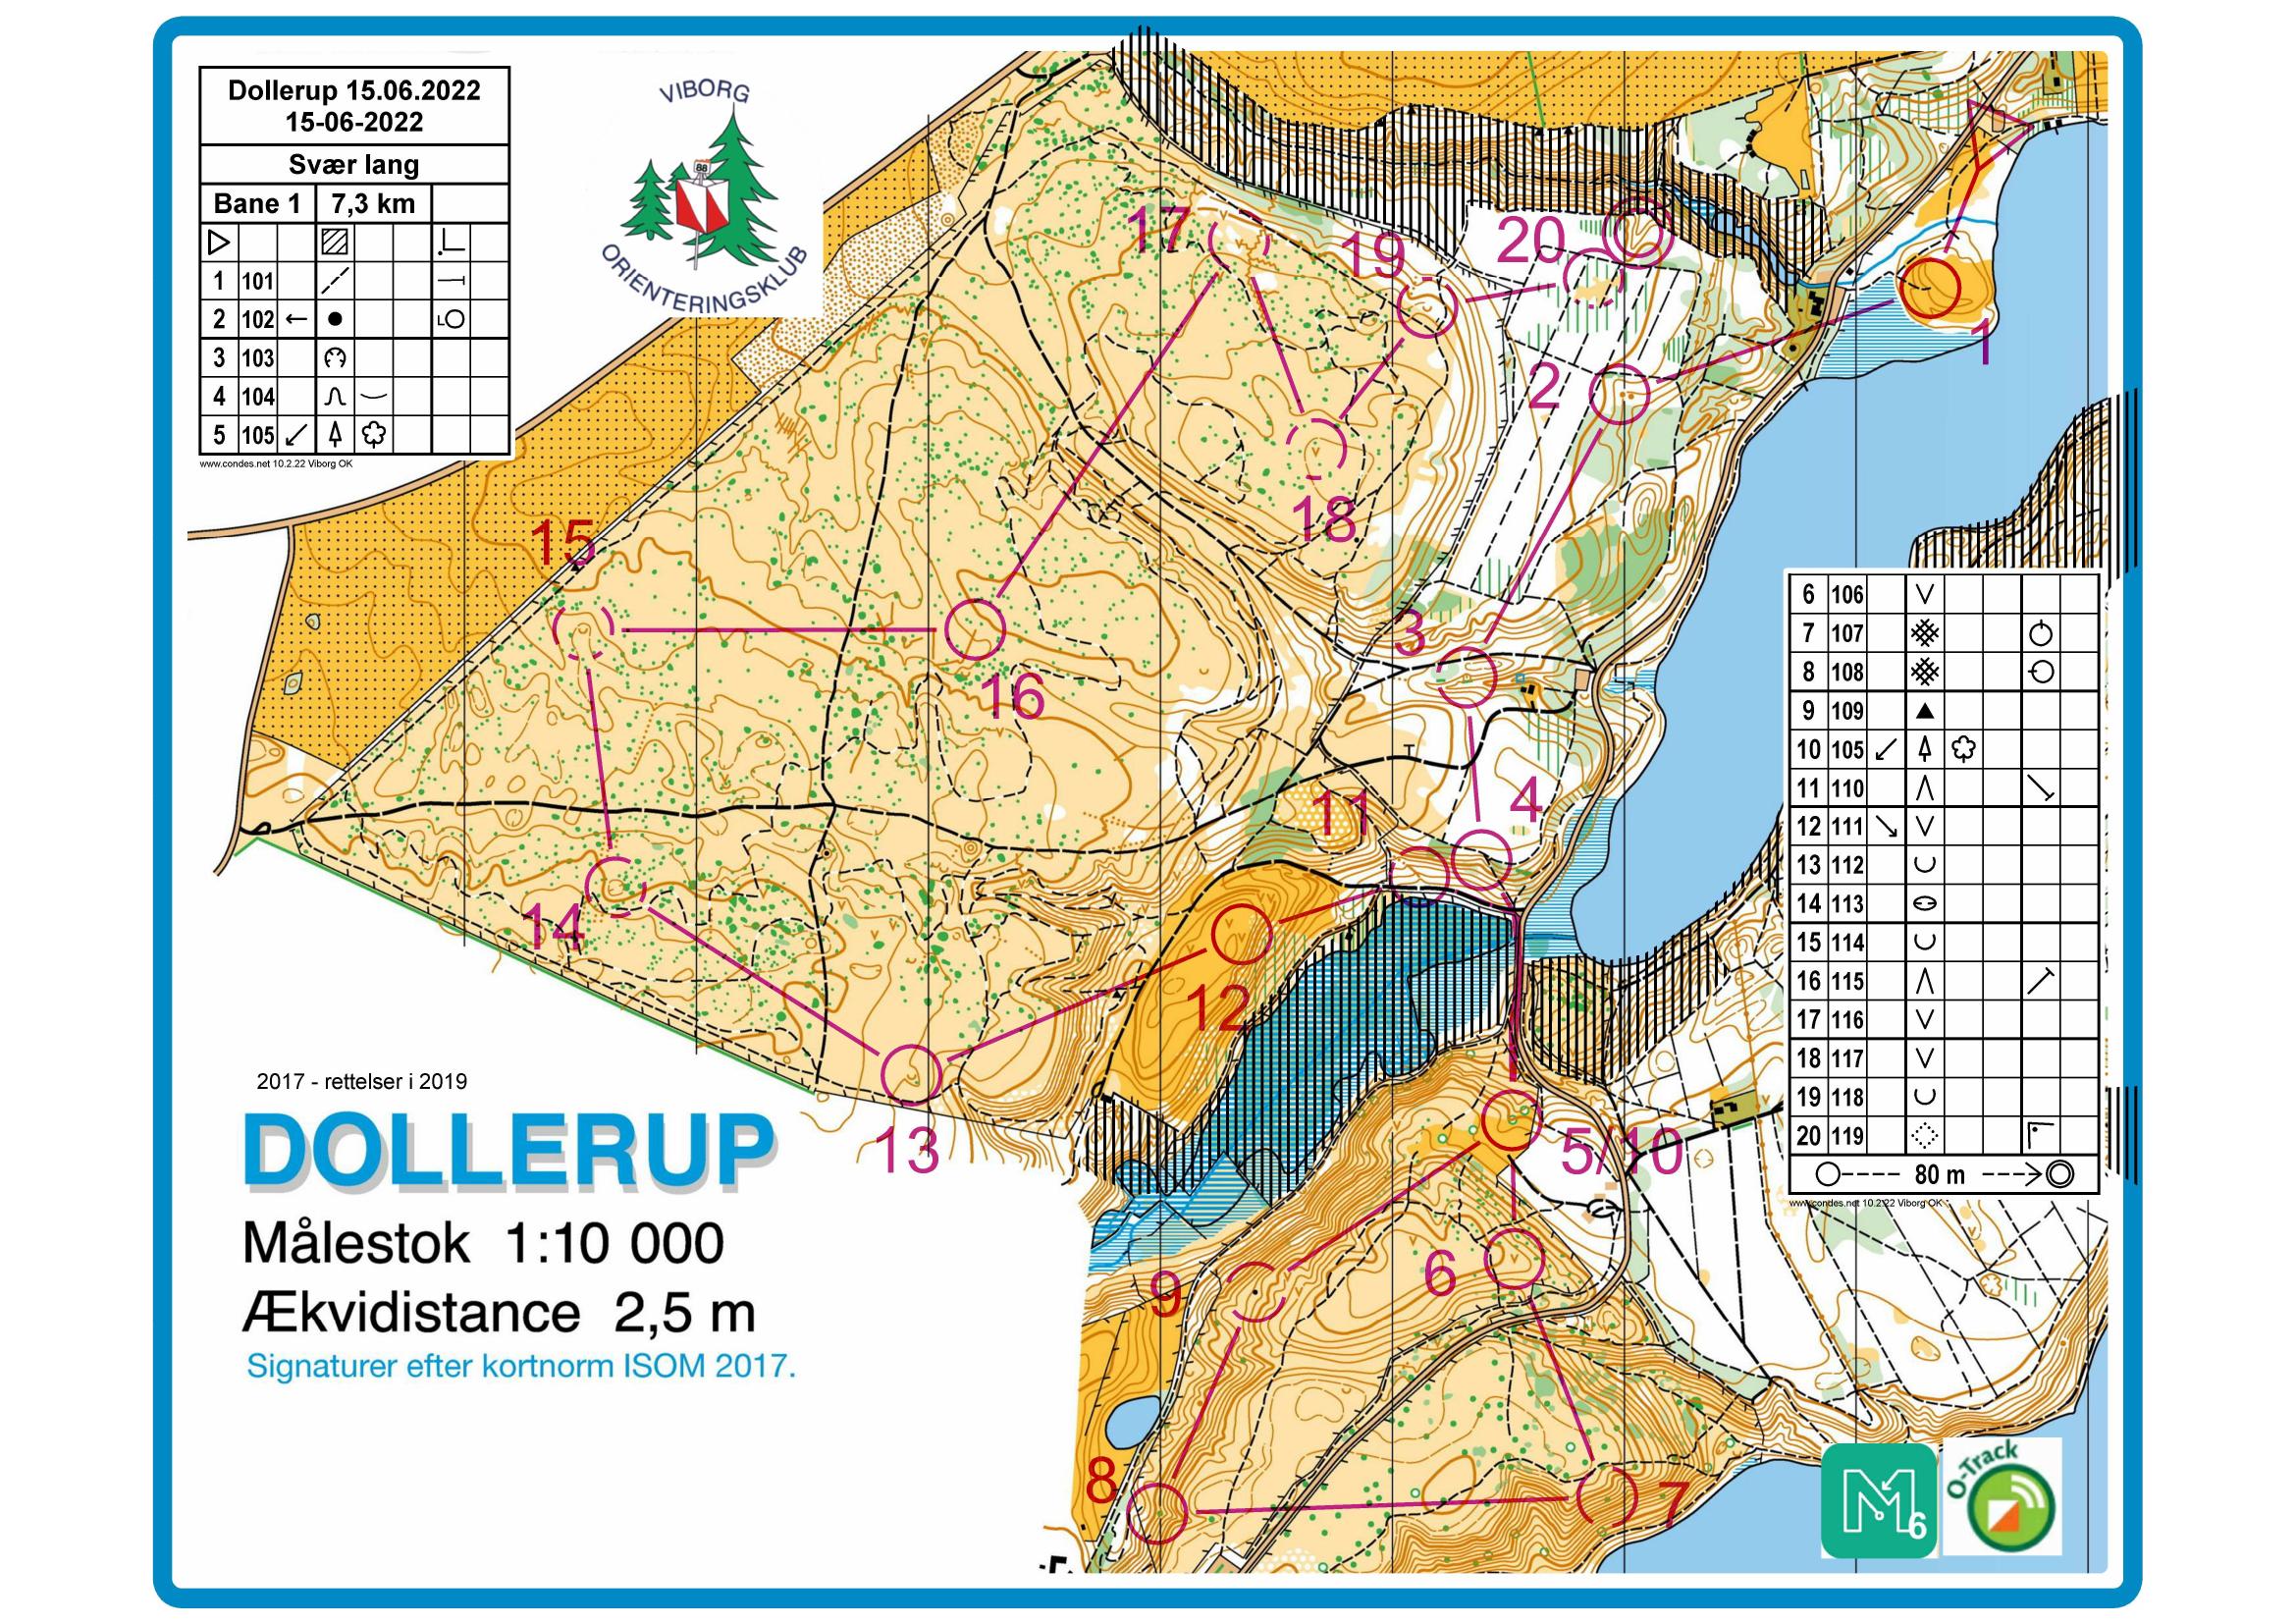 Dollerup 15.06.2022
15-06-2022
Svær lang
Bane 1 7,3 km
1 101
2 102
3 103
4 104
5 105
www.condes.net 10.2.22 Viborg OK
VIBORG
88
ORIENTERINGSKLUB
17
19
20
1
2
18
15
3
16
11
4
14
12
13
5/10
9
6
8
7
6 106
7 107
8 108
9 109
10 105
11 110
12 111
13 112
14 113
15 114
16 115
17 116
18 117
19 118
20 119
80 m
www.condes.net 10.2.22 Viborg OK
2017 - rettelser i 2019
DOLLERUP
Målestok 1:10 000
Ækvidistance 2,5 m
Signaturer efter kortnorm ISOM 2017.
M6
O-Track